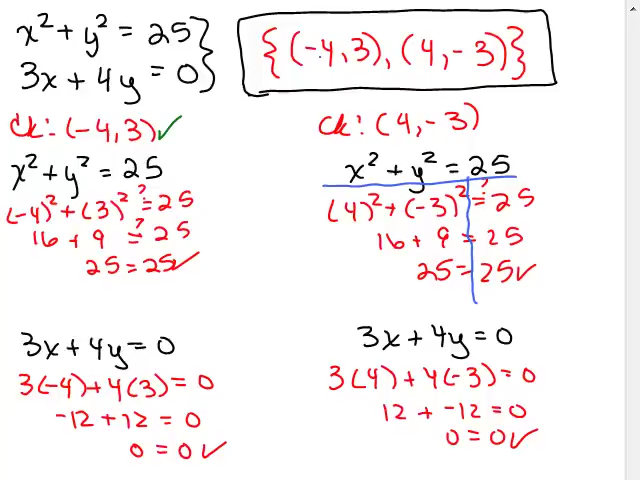 x² + y² = 25}
3x + 4y = 0}
{(-4,3), (4,-3)}
Ck: (-4,3)✓
x² + y² = 25
(-4)² + (3)² ?= 25
16 + 9 ?= 25
25 = 25✓
3x + 4y = 0
3(-4) + 4(3) = 0
-12 + 12 = 0
0 = 0✓
Ck: (4,-3)
x² + y² = 25
(4)² + (-3)² ?= 25
16 + 9 = 25
25 = 25✓
3x + 4y = 0
3(4) + 4(-3) = 0
12 + -12 = 0
0 = 0✓